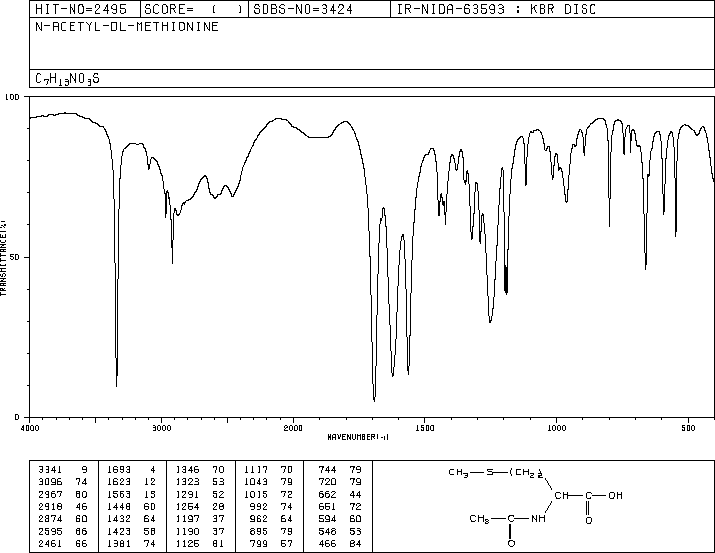 HIT-NO=2495 SCORE= ( ) SDBS-NO=3424 IR-NIDA-63593 : KBR DISC
N-ACETYL-DL-METHIONINE
C7H13NO3S
100
50
0
TRANSMITTANCE(%)
4000 3000 2000 1500 1000 500
WAVENUMBER(-1)
3341 9 1693 4 1346 70 1117 70 744 79
3096 74 1623 12 1323 53 1043 79 720 79
2967 60 1563 13 1291 52 1015 72 662 44
2918 46 1448 60 1254 28 992 74 651 72
2874 60 1432 64 1197 37 962 64 594 60
2595 66 1423 58 1190 37 895 79 548 53
2461 66 1381 74 1126 81 799 57 466 84
CH3 S (CH2)2
CH C OH
O
CH3 C NH
O